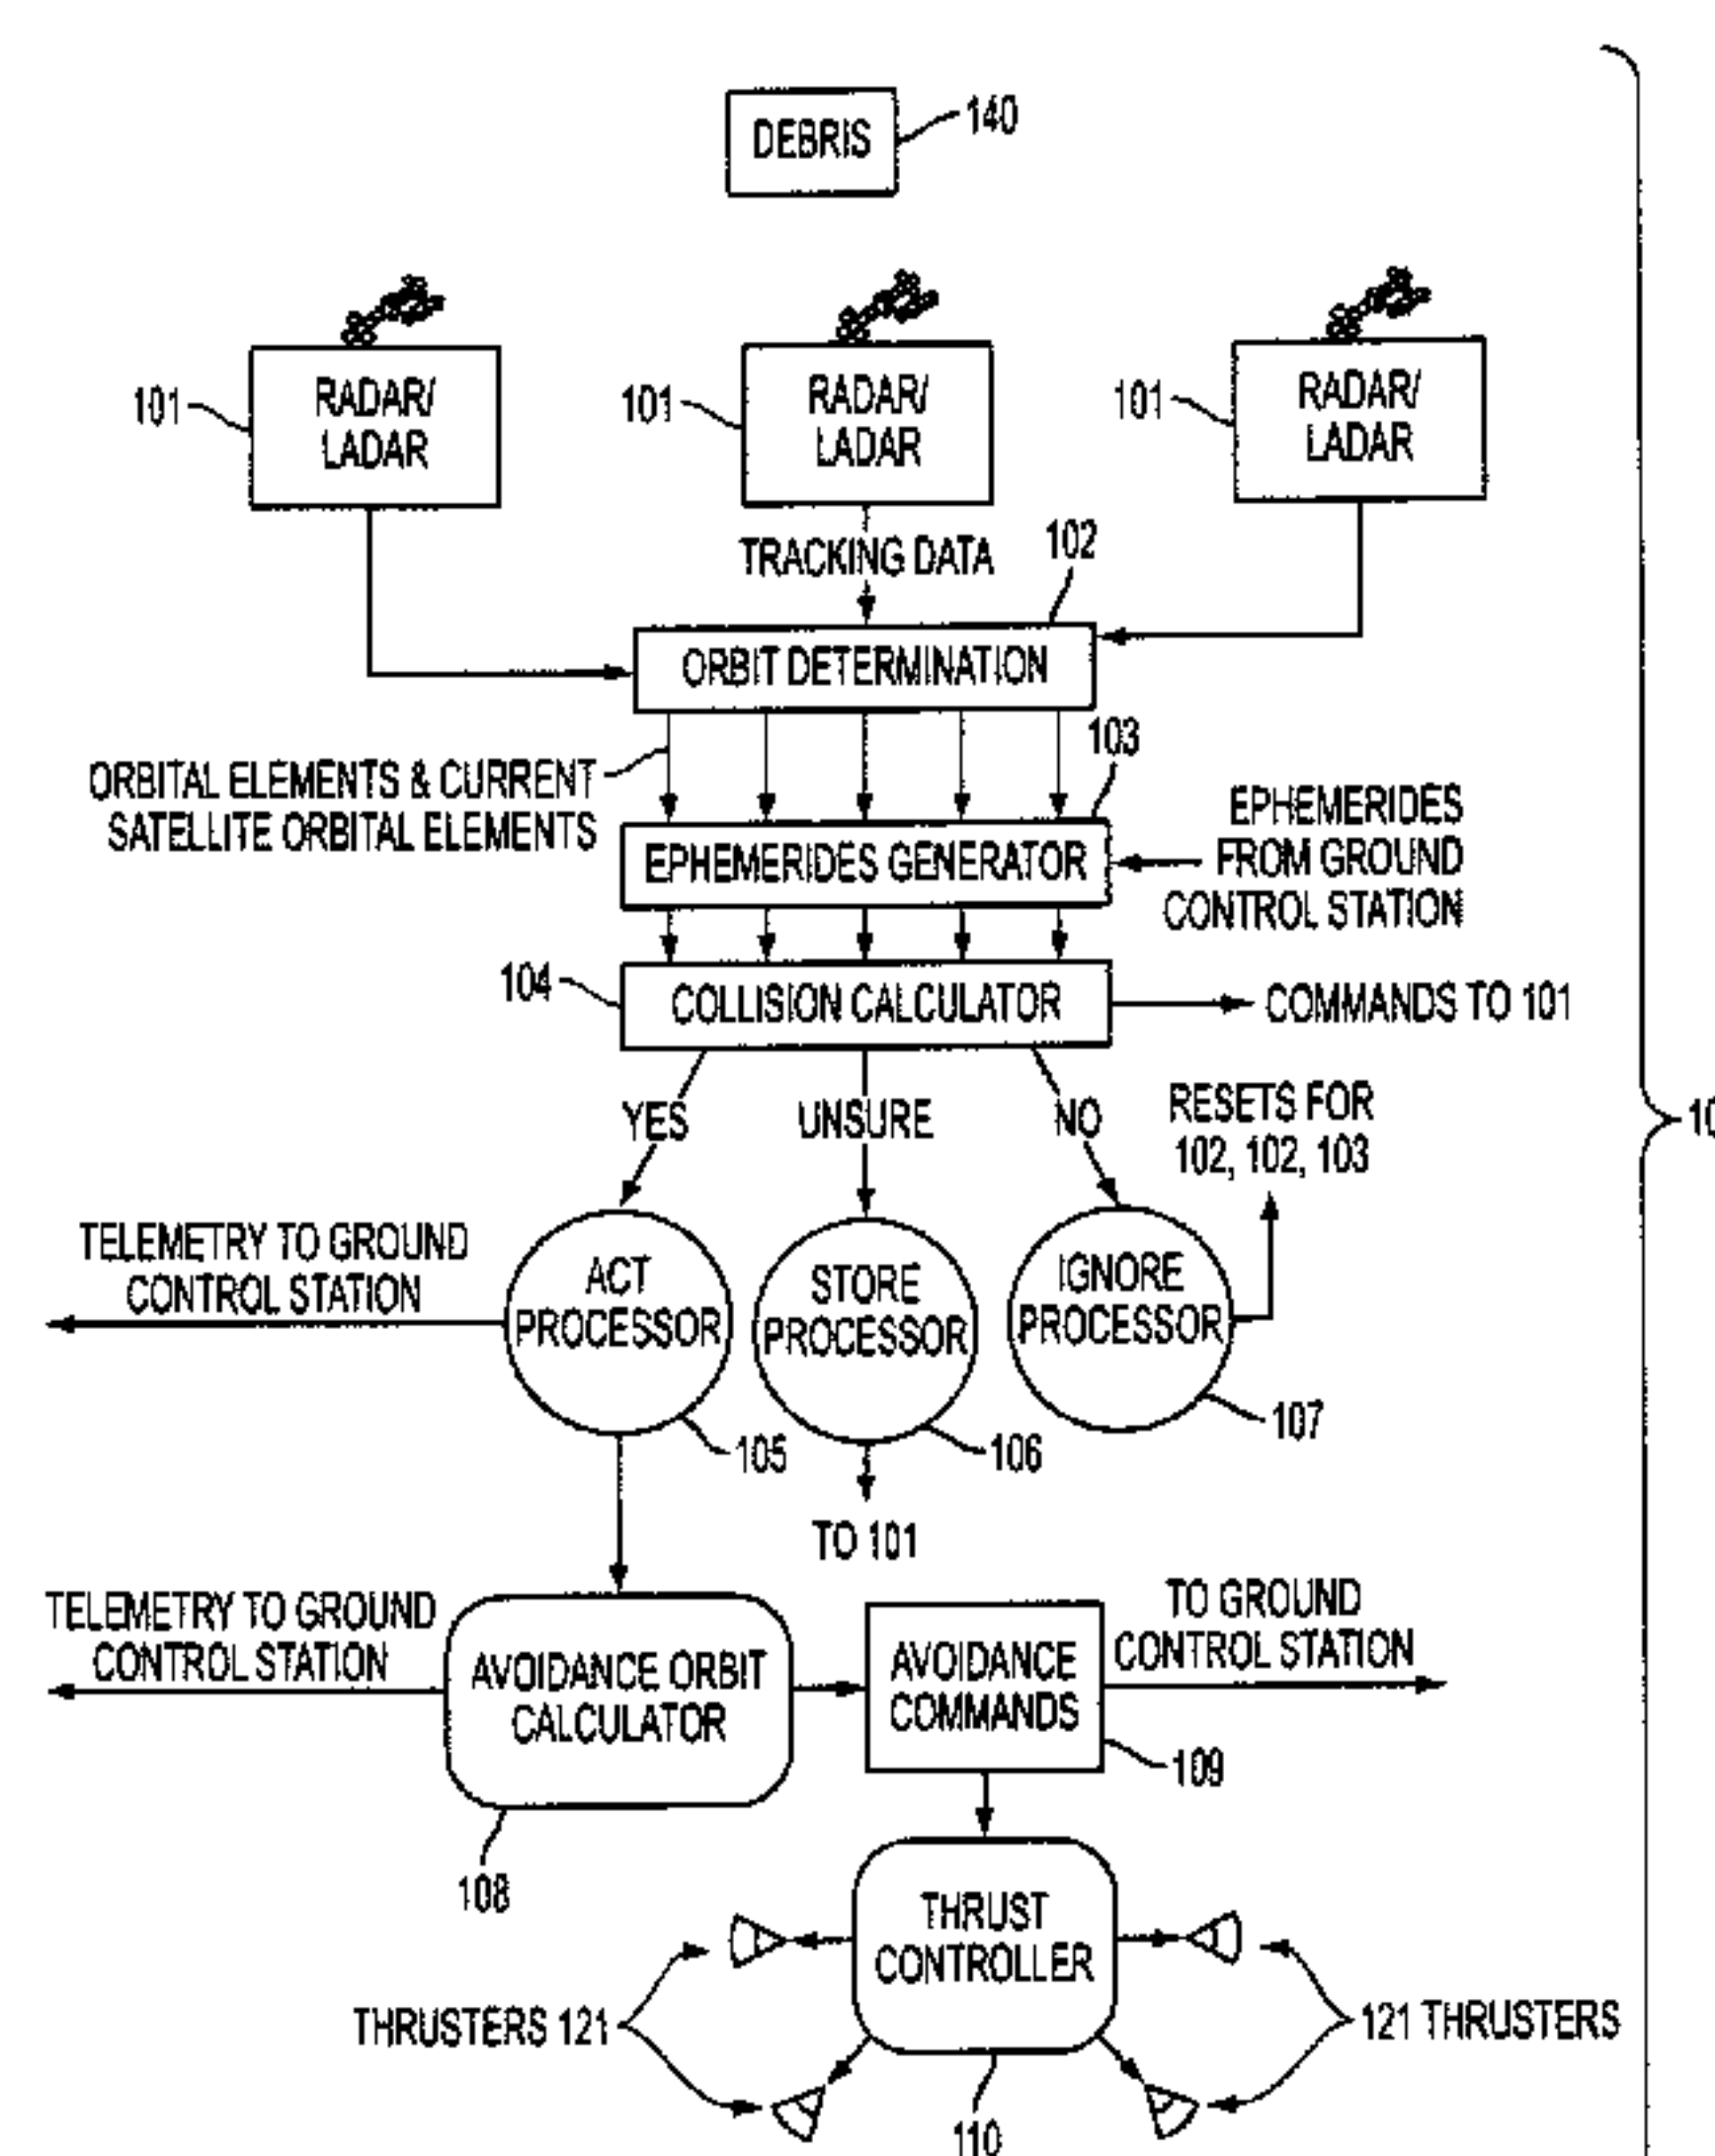 DEBRIS
140
RADAR/
LADAR
101
RADAR/
LADAR
101
RADAR/
LADAR
101
TRACKING DATA
102
ORBIT DETERMINATION
103
ORBITAL ELEMENTS & CURRENT
SATELLITE ORBITAL ELEMENTS
EPHEMERIDES GENERATOR
EPHEMERIDES
FROM GROUND
CONTROL STATION
104
COLLISION CALCULATOR
COMMANDS TO 101
YES
UNSURE
NO
RESETS FOR
102, 102, 103
TELEMETRY TO GROUND
CONTROL STATION
ACT
PROCESSOR
STORE
PROCESSOR
IGNORE
PROCESSOR
105
106
107
TO 101
TELEMETRY TO GROUND
CONTROL STATION
AVOIDANCE ORBIT
CALCULATOR
AVOIDANCE
COMMANDS
TO GROUND
CONTROL STATION
109
108
THRUST
CONTROLLER
THRUSTERS 121
121 THRUSTERS
110